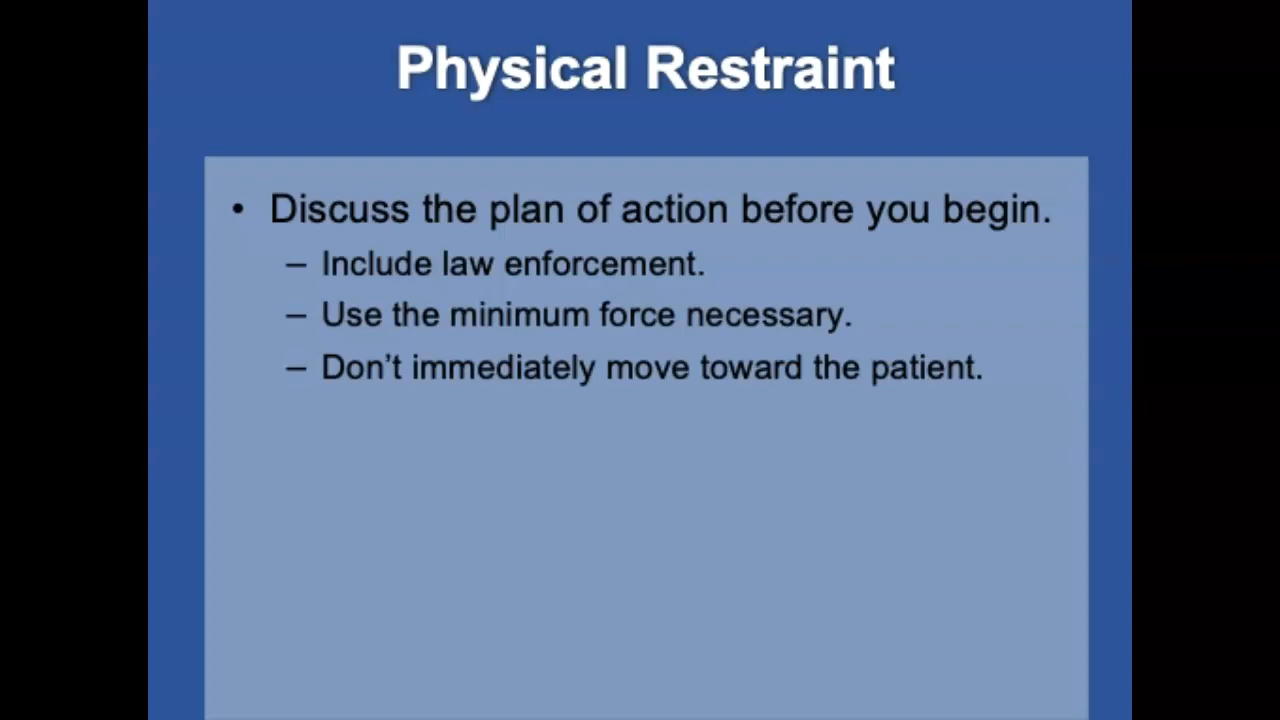 Physical Restraint
• Discuss the plan of action before you begin.
– Include law enforcement.
– Use the minimum force necessary.
– Don’t immediately move toward the patient.